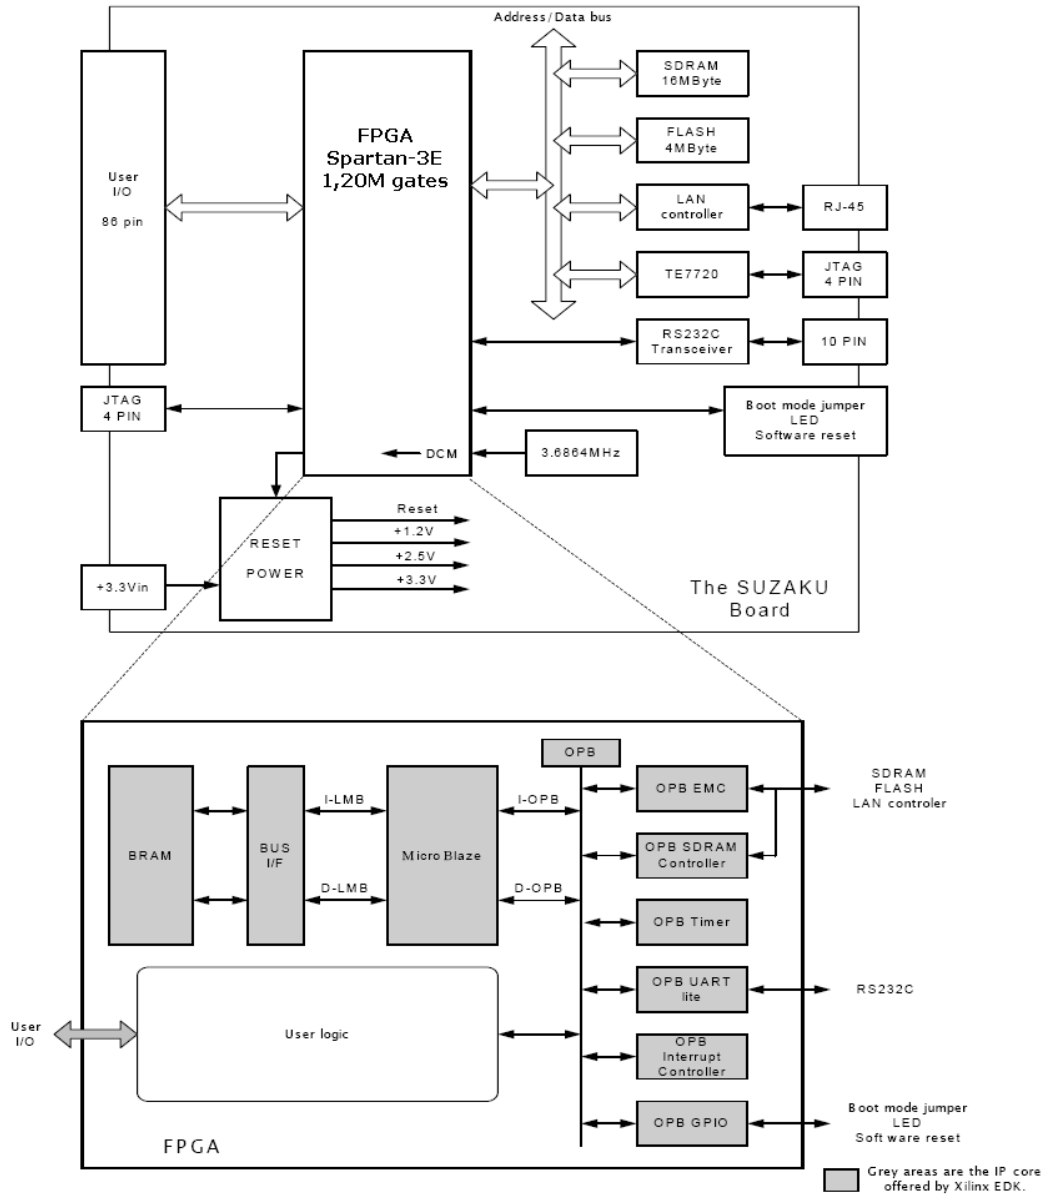 Address/Data bus
SDRAM
16MByte
FPGA
Spartan-3E
1,20M gates
FLASH
4MByte
User
I/O
86 pin
LAN
controller
RJ-45
TE7720
JTAG
4 PIN
RS232C
Transceiver
10 PIN
JTAG
4 PIN
Boot mode jumper
LED
Software reset
DCM
3.6864MHz
RESET
POWER
Reset
+1.2V
+2.5V
+3.3V
+3.3Vin
The SUZAKU
Board
OPB
BRAM
BUS
I/F
I-LMB
D-LMB
MicroBlaze
I-OPB
D-OPB
OPB EMC
SDRAM
FLASH
LAN controler
OPB SDRAM
Controller
OPB Timer
OPB UART
lite
RS232C
User
I/O
User logic
OPB
Interrupt
Controller
OPB GPIO
Boot mode jumper
LED
Software reset
FPGA
Grey areas are the IP core
offered by Xilinx EDK.